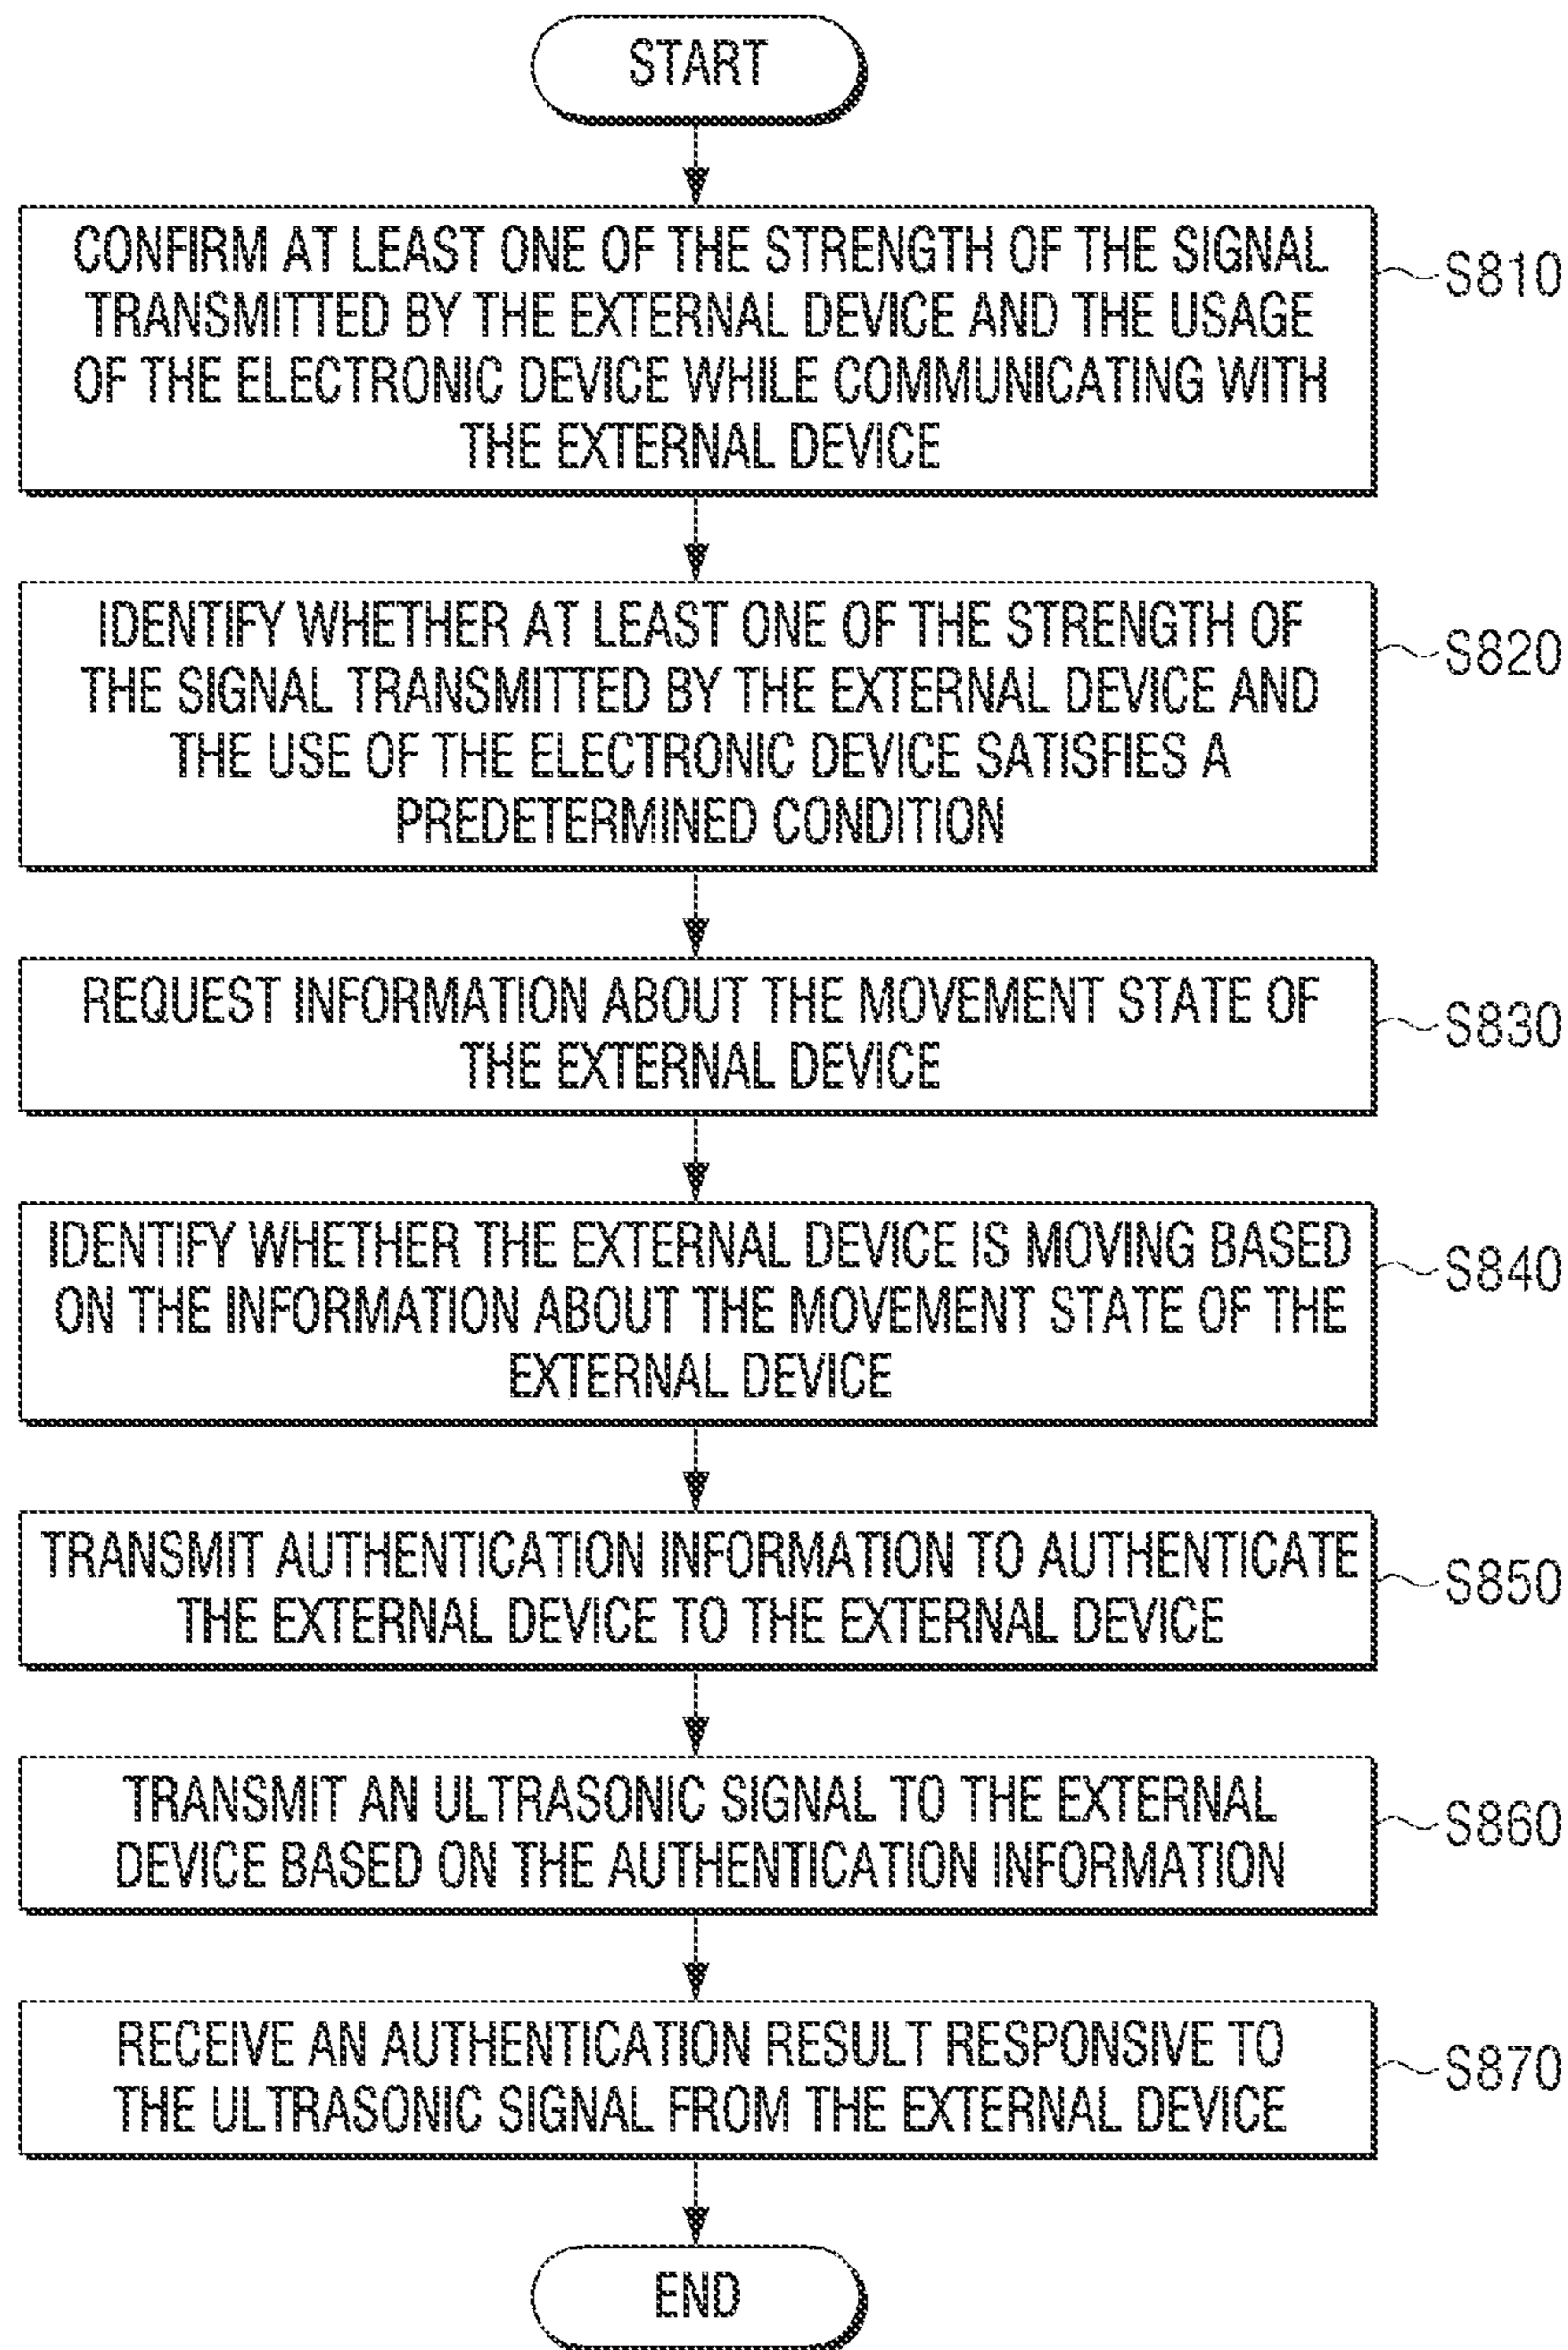 START
CONFIRM AT LEAST ONE OF THE STRENGTH OF THE SIGNAL
TRANSMITTED BY THE EXTERNAL DEVICE AND THE USAGE
OF THE ELECTRONIC DEVICE WHILE COMMUNICATING WITH
THE EXTERNAL DEVICE
S810
IDENTIFY WHETHER AT LEAST ONE OF THE STRENGTH OF
THE SIGNAL TRANSMITTED BY THE EXTERNAL DEVICE AND
THE USE OF THE ELECTRONIC DEVICE SATISFIES A
PREDETERMINED CONDITION
S820
REQUEST INFORMATION ABOUT THE MOVEMENT STATE OF
THE EXTERNAL DEVICE
S830
IDENTIFY WHETHER THE EXTERNAL DEVICE IS MOVING BASED
ON THE INFORMATION ABOUT THE MOVEMENT STATE OF THE
EXTERNAL DEVICE
S840
TRANSMIT AUTHENTICATION INFORMATION TO AUTHENTICATE
THE EXTERNAL DEVICE TO THE EXTERNAL DEVICE
S850
TRANSMIT AN ULTRASONIC SIGNAL TO THE EXTERNAL
DEVICE BASED ON THE AUTHENTICATION INFORMATION
S860
RECEIVE AN AUTHENTICATION RESULT RESPONSIVE TO
THE ULTRASONIC SIGNAL FROM THE EXTERNAL DEVICE
S870
END